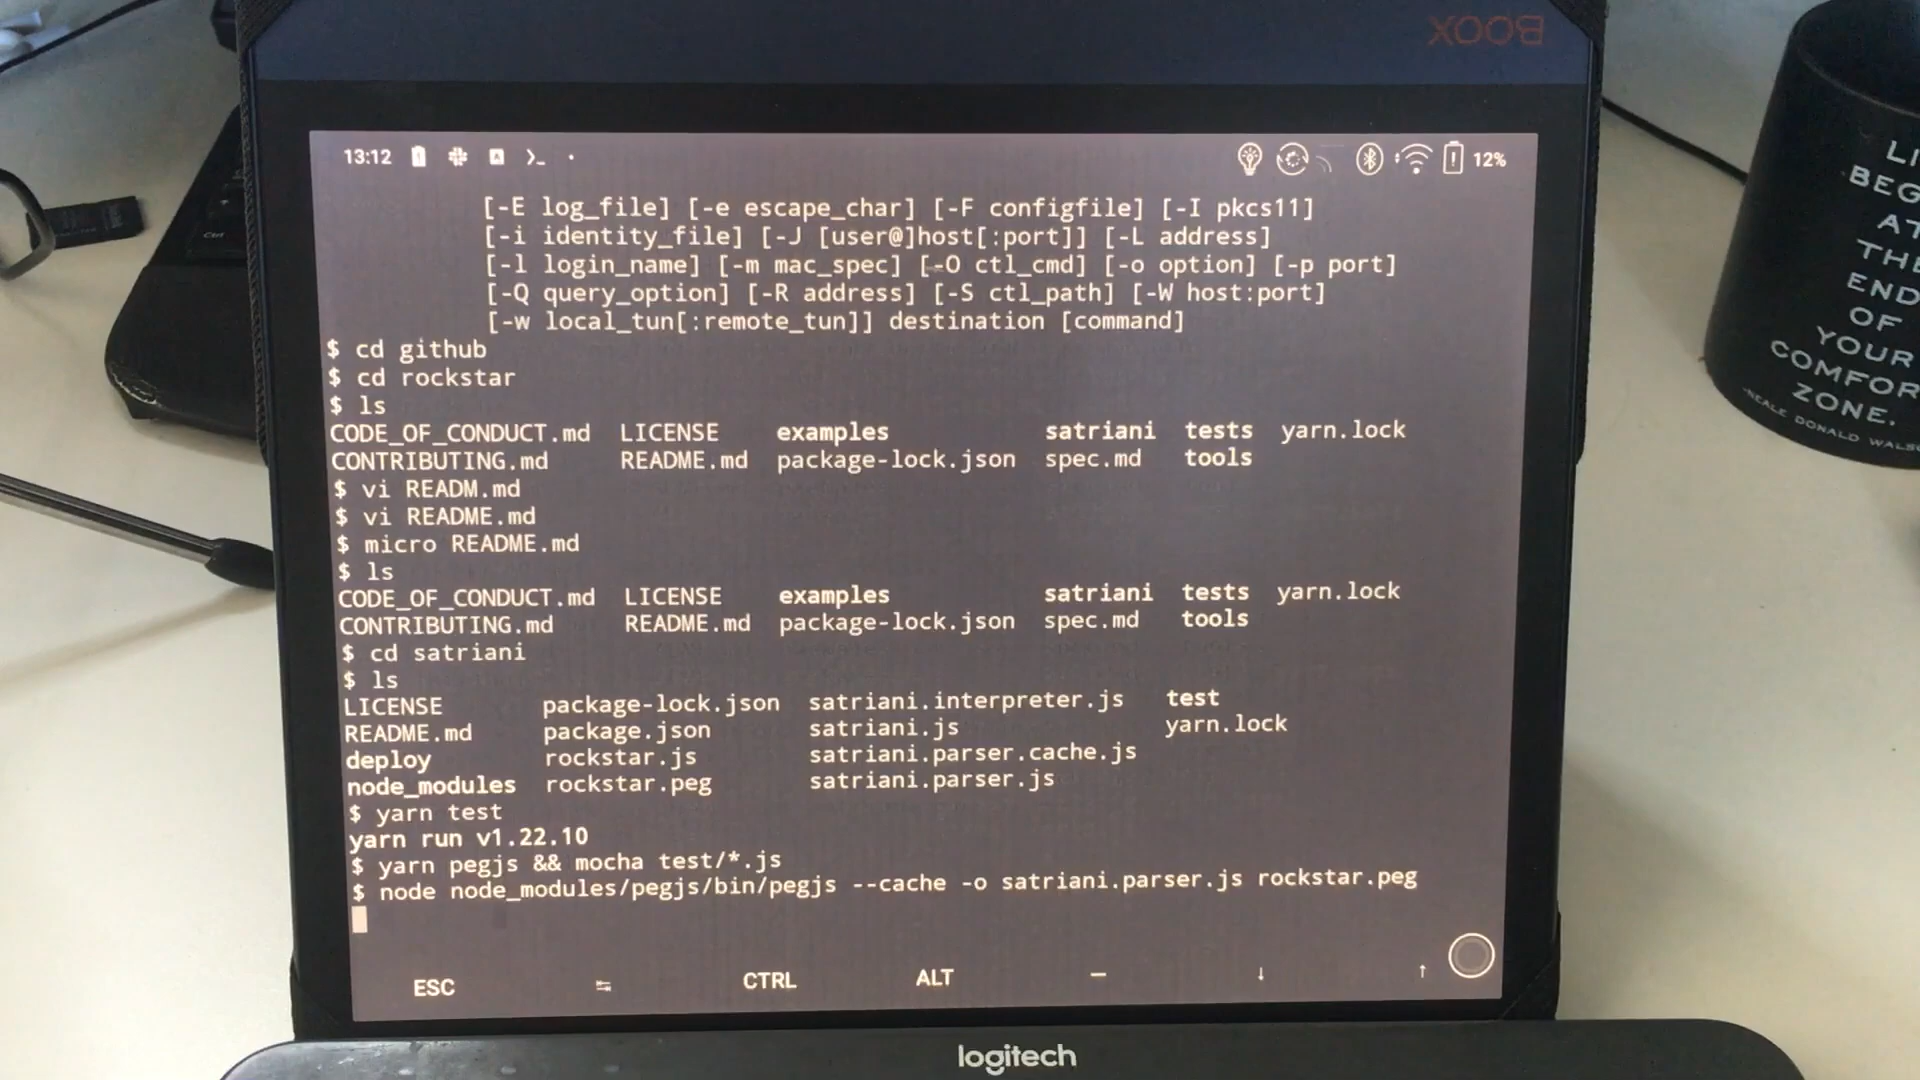 BOOX
13:12
12%
[-E log_file] [-e escape_char] [-F configfile] [-I pkcs11]
[-i identity_file] [-J [user@]host[:port]] [-L address]
[-l login_name] [-m mac_spec] [-O ctl_cmd] [-o option] [-p port]
[-Q query_option] [-R address] [-S ctl_path] [-W host:port]
[-w local_tun[:remote_tun]] destination [command]
$ cd github
$ cd rockstar
$ ls
CODE_OF_CONDUCT.md LICENSE examples satriani tests yarn.lock
CONTRIBUTING.md README.md package-lock.json spec.md tools
$ vi READM.md
$ vi README.md
$ micro README.md
$ ls
CODE_OF_CONDUCT.md LICENSE examples satriani tests yarn.lock
CONTRIBUTING.md README.md package-lock.json spec.md tools
$ cd satriani
$ ls
LICENSE package-lock.json satriani.interpreter.js test
README.md package.json satriani.js yarn.lock
deploy rockstar.js satriani.parser.cache.js
node_modules rockstar.peg satriani.parser.js
$ yarn test
yarn run v1.22.10
$ yarn pegjs && mocha test/*.js
$ node node_modules/pegjs/bin/pegjs --cache -o satriani.parser.js rockstar.peg
ESC CTRL ALT — ↓ ↑
logitech
Ctrl
LI
BEG
AT
THE
END
OF
YOUR
COMFOR
ZONE.
-NEALE DONALD WALS